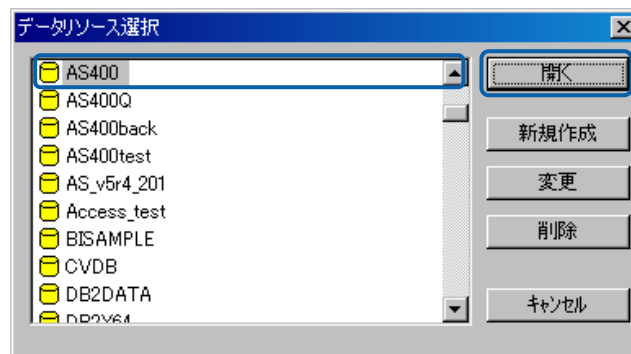 データリソース選択
AS400
AS400Q
AS400back
AS400test
AS_v5r4_201
Access_test
BISAMPLE
CVDB
DB2DATA
開く
新規作成
変更
削除
キャンセル